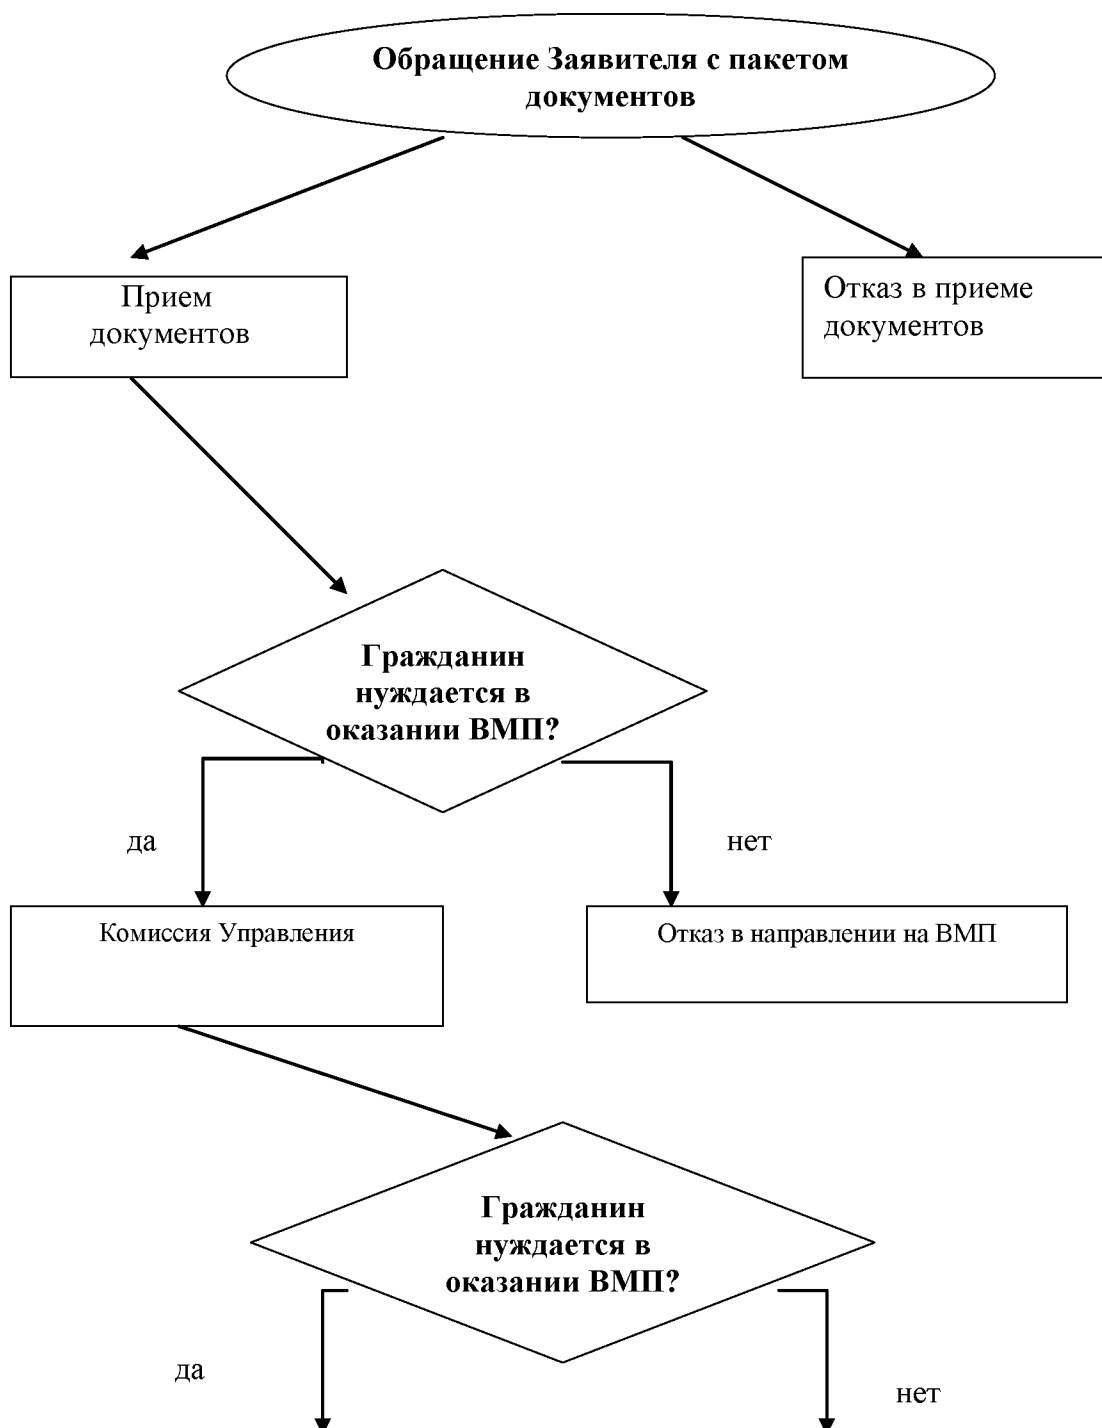 Обращение Заявителя с пакетом
документов
Прием
документов
Отказ в приеме
документов
Гражданин
нуждается в
оказании ВМП?
да
нет
Комиссия Управления
Отказ в направлении на ВМП
Гражданин
нуждается в
оказании ВМП?
да
нет